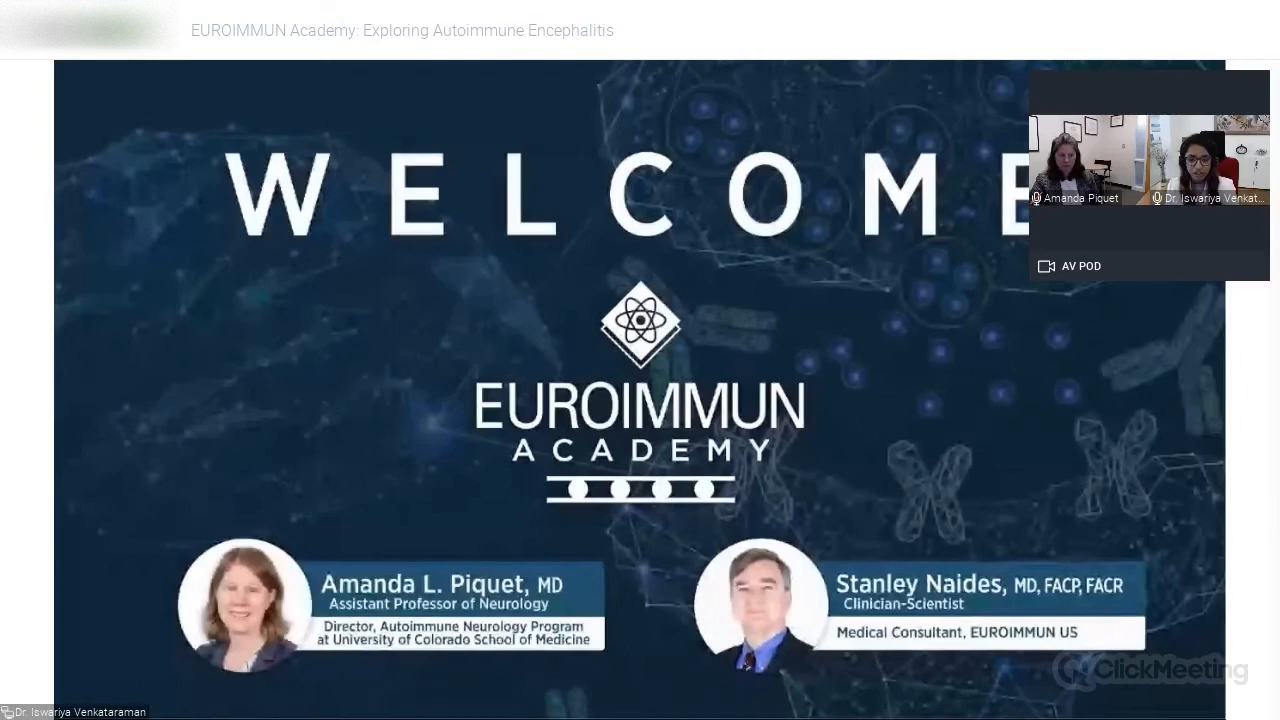 EUROIMMUN Academy: Exploring Autoimmune Encephalitis
WELCOME
Amanda Piquet
Dr. Iswariya Venkat...
AV POD
EUROIMMUN
ACADEMY
Amanda L. Piquet, MD
Assistant Professor of Neurology
Director, Autoimmune Neurology Program
at University of Colorado School of Medicine
Stanley Naides, MD, FACP, FACR
Clinician-Scientist
Medical Consultant, EUROIMMUN US
ClickMeeting
Dr. Iswariya Venkataraman